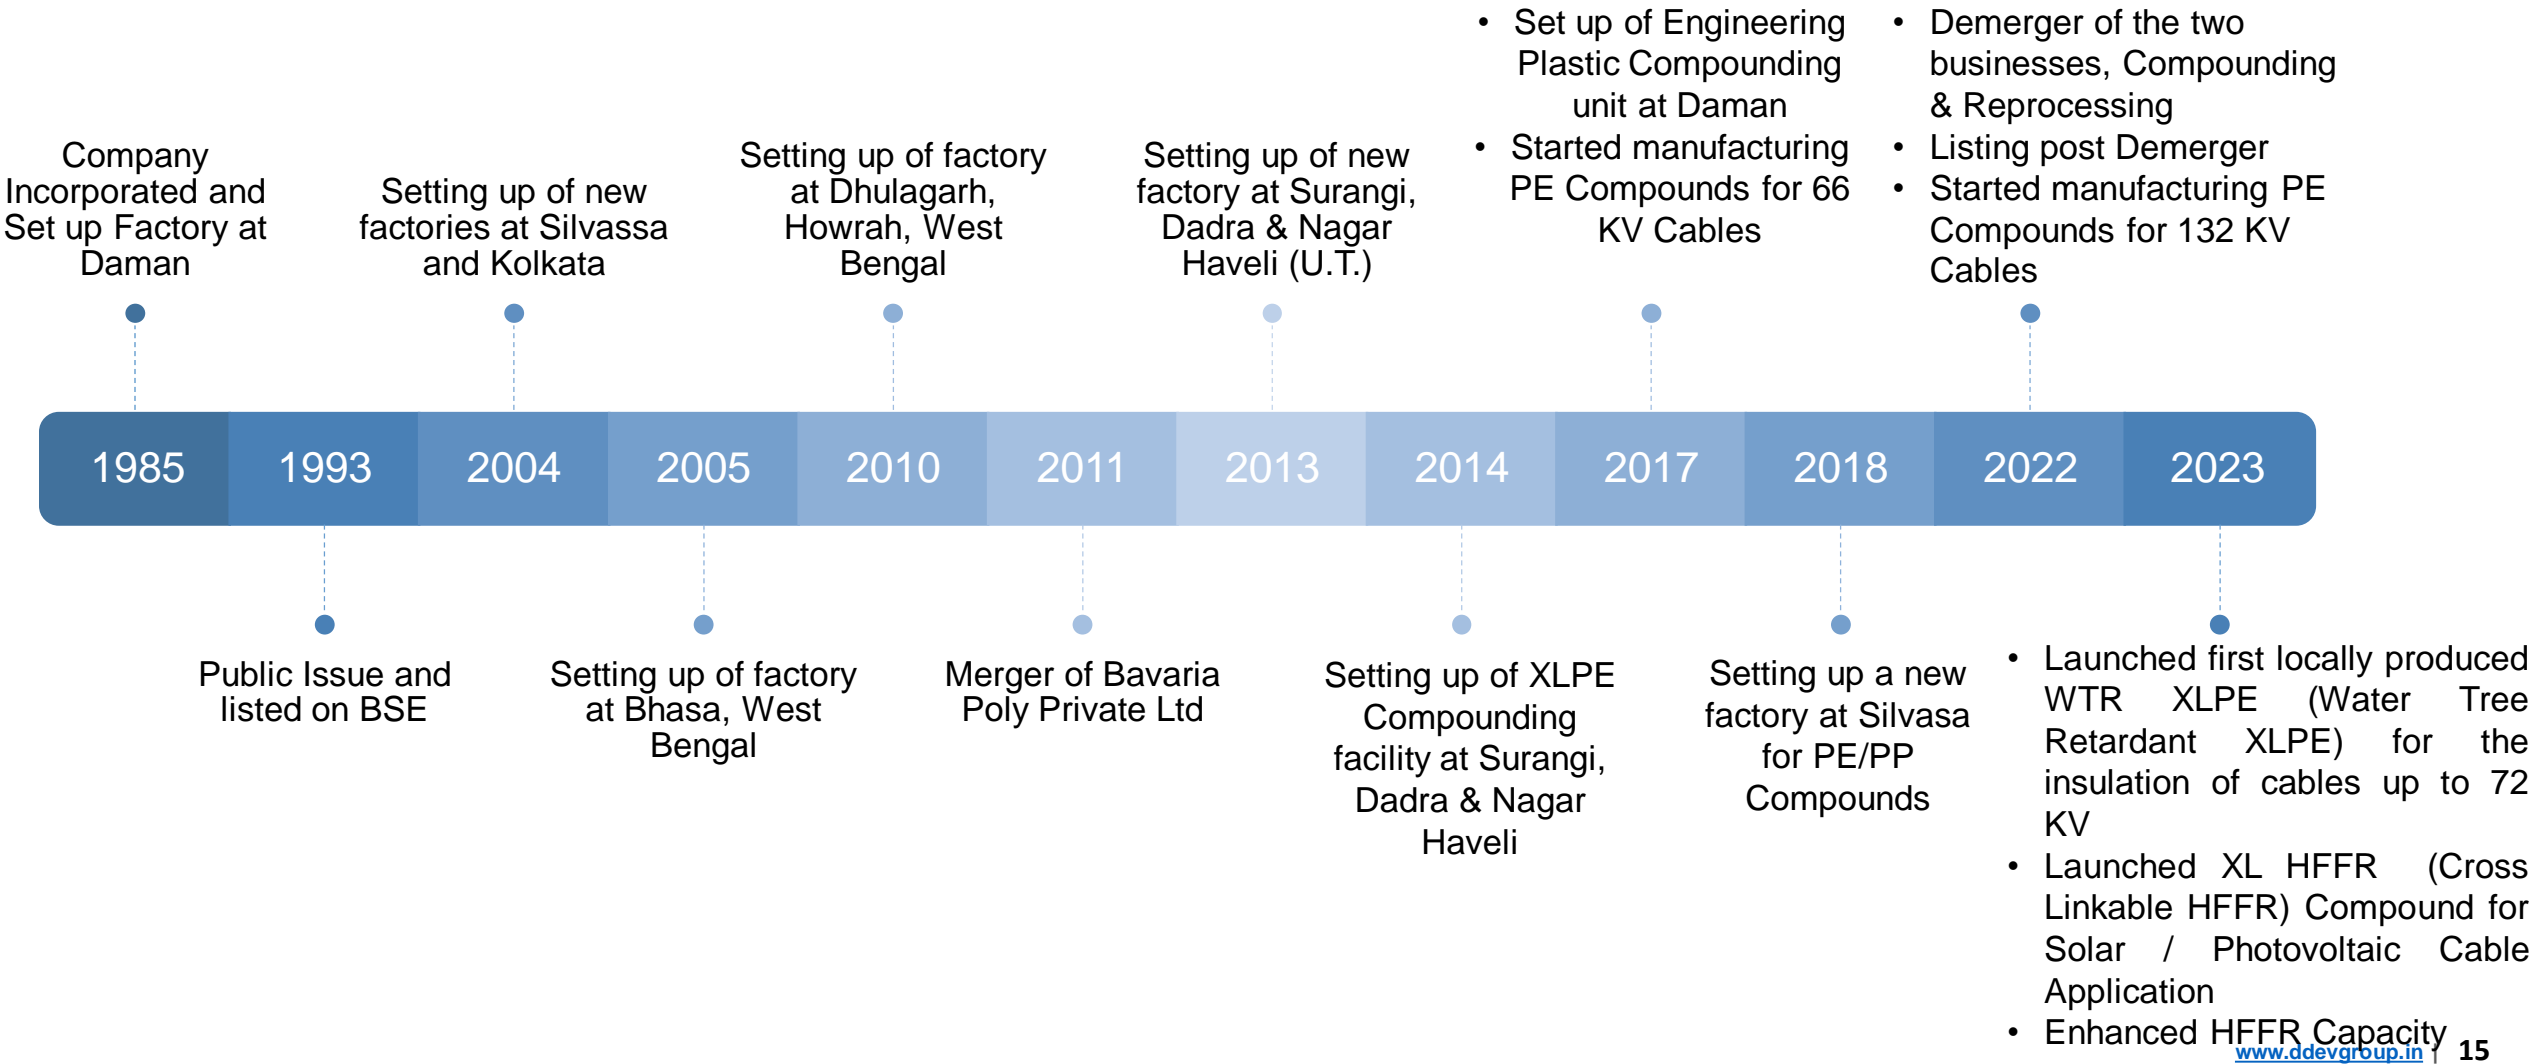 Company
Incorporated and
Set up Factory at
Daman
Setting up of new
factories at Silvassa
and Kolkata
Setting up of factory
at Dhulagarh,
Howrah, West
Bengal
Setting up of new
factory at Surangi,
Dadra & Nagar
Haveli (U.T.)
• Set up of Engineering
Plastic Compounding
unit at Daman
• Started manufacturing
PE Compounds for 66
KV Cables
• Demerger of the two
businesses, Compounding
& Reprocessing
• Listing post Demerger
• Started manufacturing PE
Compounds for 132 KV
Cables
1985 1993 2004 2005 2010 2011 2013 2014 2017 2018 2022 2023
Public Issue and
listed on BSE
Setting up of factory
at Bhasa, West
Bengal
Merger of Bavaria
Poly Private Ltd
Setting up of XLPE
Compounding
facility at Surangi,
Dadra & Nagar
Haveli
Setting up a new
factory at Silvasa
for PE/PP
Compounds
• Launched first locally produced
WTR XLPE (Water Tree
Retardant XLPE) for the
insulation of cables up to 72
KV
• Launched XL HFFR (Cross
Linkable HFFR) Compound for
Solar / Photovoltaic Cable
Application
• Enhanced HFFR Capacity
www.ddevgroup.in | 15